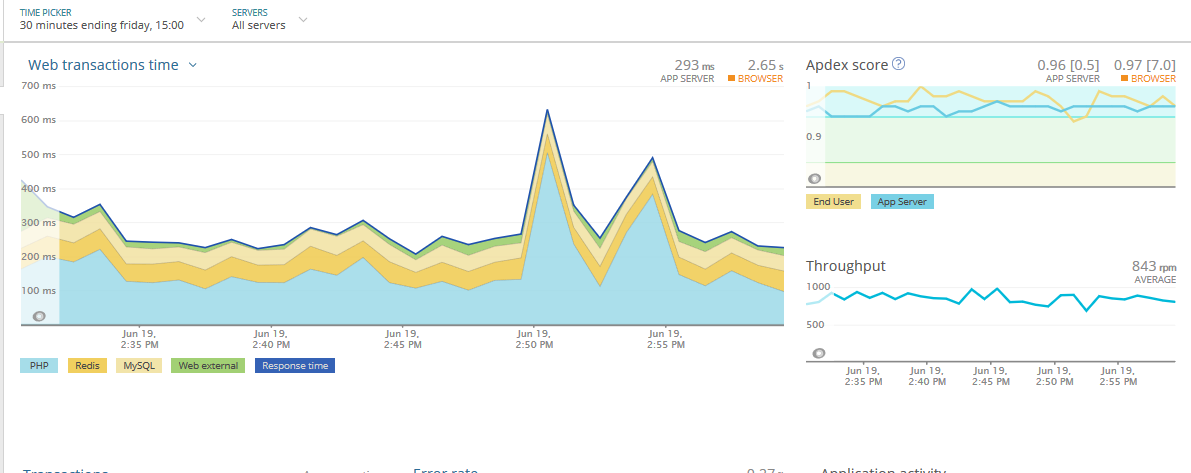 TIME PICKER
30 minutes ending friday, 15:00
SERVERS
All servers
Web transactions time
293 ms
APP SERVER
2.65 s
BROWSER
700 ms
600 ms
500 ms
400 ms
300 ms
200 ms
100 ms
Jun 19,
2:35 PM
Jun 19,
2:40 PM
Jun 19,
2:45 PM
Jun 19,
2:50 PM
Jun 19,
2:55 PM
PHP
Redis
MySQL
Web external
Response time
Apdex score ?
0.96 [0.5]
APP SERVER
0.97 [7.0]
BROWSER
1
0.9
End User
App Server
Throughput
843 rpm
AVERAGE
1000
500
Jun 19,
2:35 PM
Jun 19,
2:40 PM
Jun 19,
2:45 PM
Jun 19,
2:50 PM
Jun 19,
2:55 PM
Transactions
Error rate
Application activity